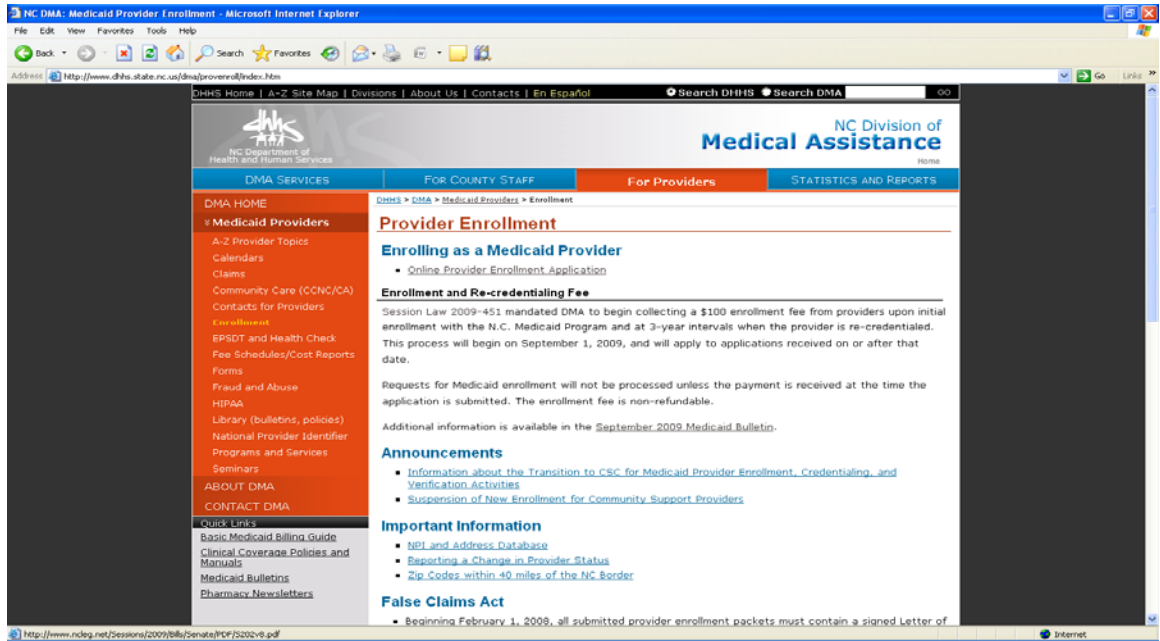 NC DMA: Medicaid Provider Enrollment - Microsoft Internet Explorer
File Edit View Favorites Tools Help
Back Search Favorites
Address http://www.dhhs.state.nc.us/dma/provenroll/index.htm Go Links »
DHHS Home | A-Z Site Map | Divisions | About Us | Contacts | En Español Search DHHS Search DMA GO
dhhs
NC Department of
Health and Human Services
NC Division of
Medical Assistance
Home
DMA Services For County Staff For Providers Statistics and Reports
DMA HOME
Medicaid Providers
A-Z Provider Topics
Calendars
Claims
Community Care (CCNC/CA)
Contacts for Providers
Enrollment
EPSDT and Health Check
Fee Schedules/Cost Reports
Forms
Fraud and Abuse
HIPAA
Library (bulletins, policies)
National Provider Identifier
Programs and Services
Seminars
ABOUT DMA
CONTACT DMA
Quick Links
Basic Medicaid Billing Guide
Clinical Coverage Policies and
Manuals
Medicaid Bulletins
Pharmacy Newsletters
DHHS > DMA > Medicaid Providers > Enrollment
Provider Enrollment
Enrolling as a Medicaid Provider
▪ Online Provider Enrollment Application
Enrollment and Re-credentialing Fee
Session Law 2009-451 mandated DMA to begin collecting a $100 enrollment fee from providers upon initial
enrollment with the N.C. Medicaid Program and at 3-year intervals when the provider is re-credentialed.
This process will begin on September 1, 2009, and will apply to applications received on or after that
date.
Requests for Medicaid enrollment will not be processed unless the payment is received at the time the
application is submitted. The enrollment fee is non-refundable.
Additional information is available in the September 2009 Medicaid Bulletin.
Announcements
▪ Information about the Transition to CSC for Medicaid Provider Enrollment, Credentialing, and
Verification Activities
▪ Suspension of New Enrollment for Community Support Providers
Important Information
▪ NPI and Address Database
▪ Reporting a Change in Provider Status
▪ Zip Codes within 40 miles of the NC Border
False Claims Act
▪ Beginning February 1, 2008, all submitted provider enrollment packets must contain a signed Letter of
http://www.ncleg.net/Sessions/2009/Bills/Senate/PDF/S202v8.pdf Internet